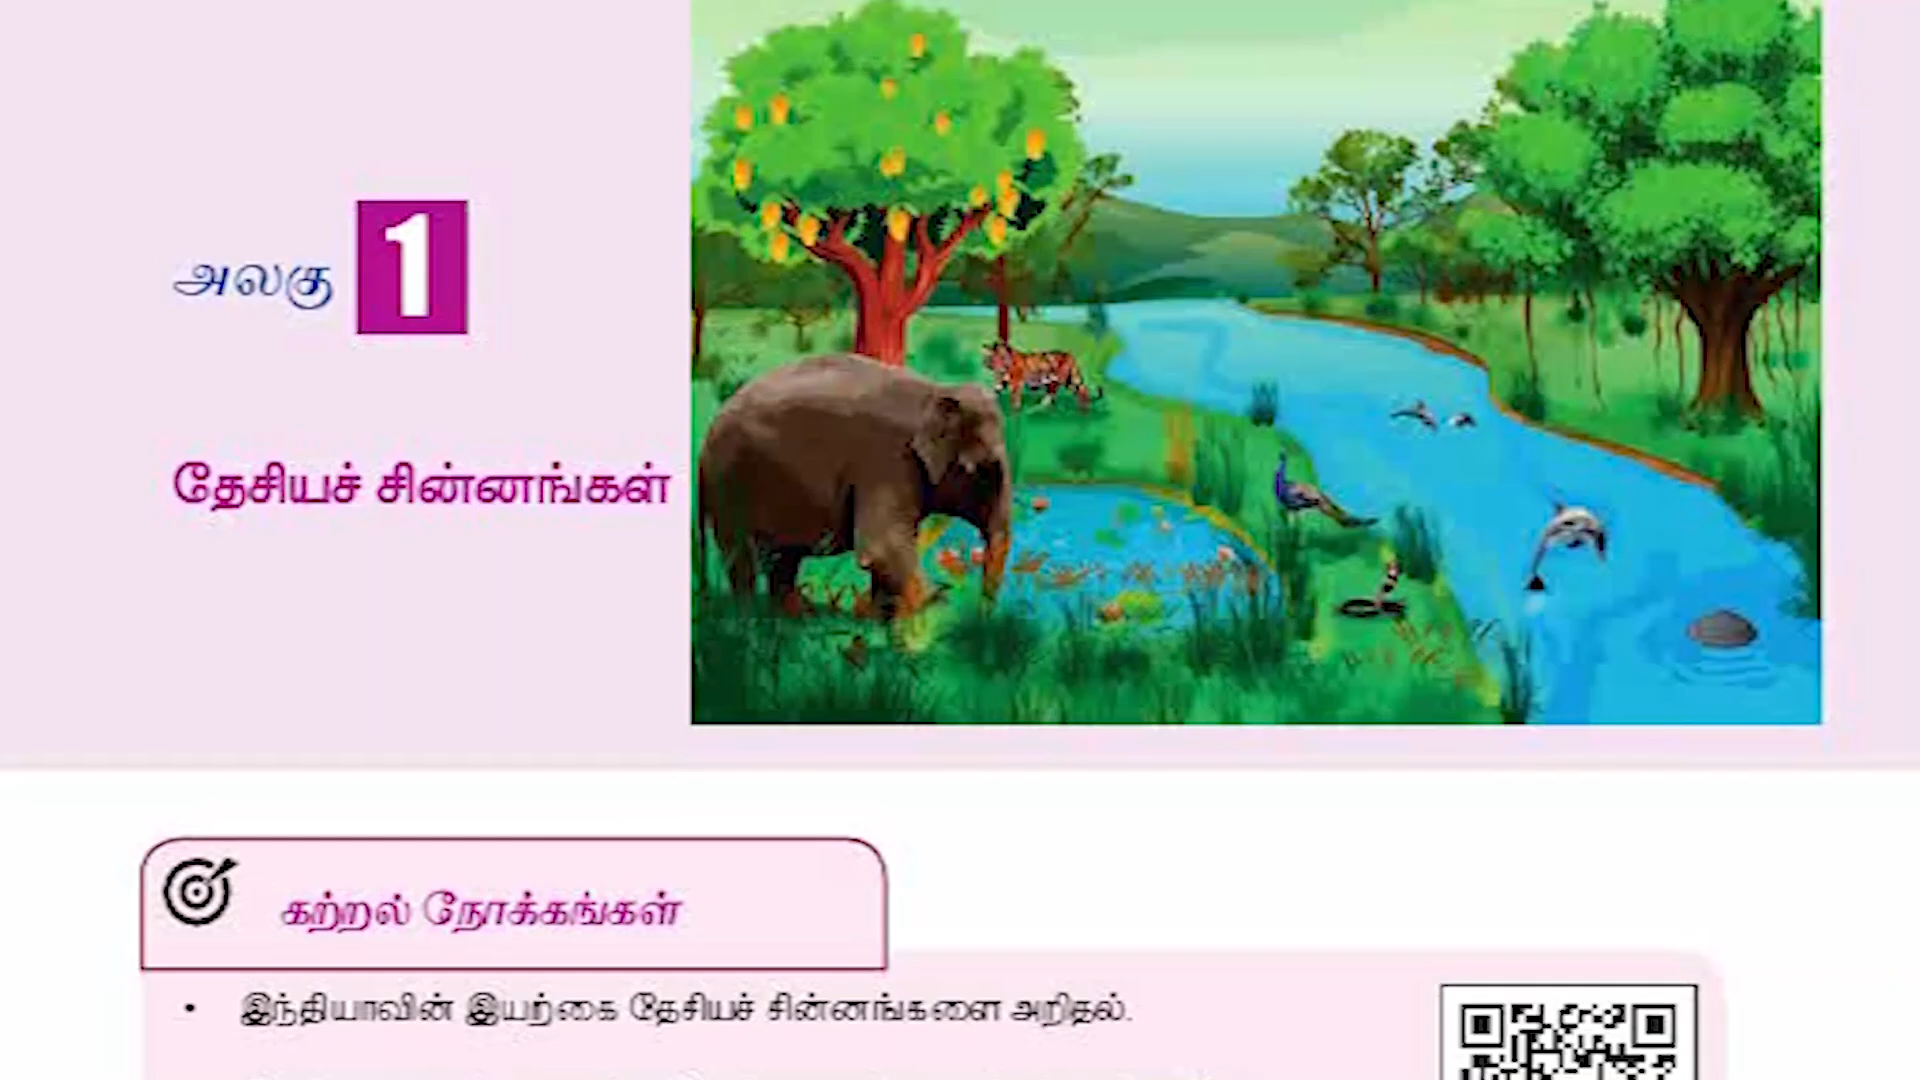 அலகு 1
தேசியச் சின்னங்கள்
கற்றல் நோக்கங்கள்
• இந்தியாவின் இயற்கை தேசியச் சின்னங்களை அறிதல்.